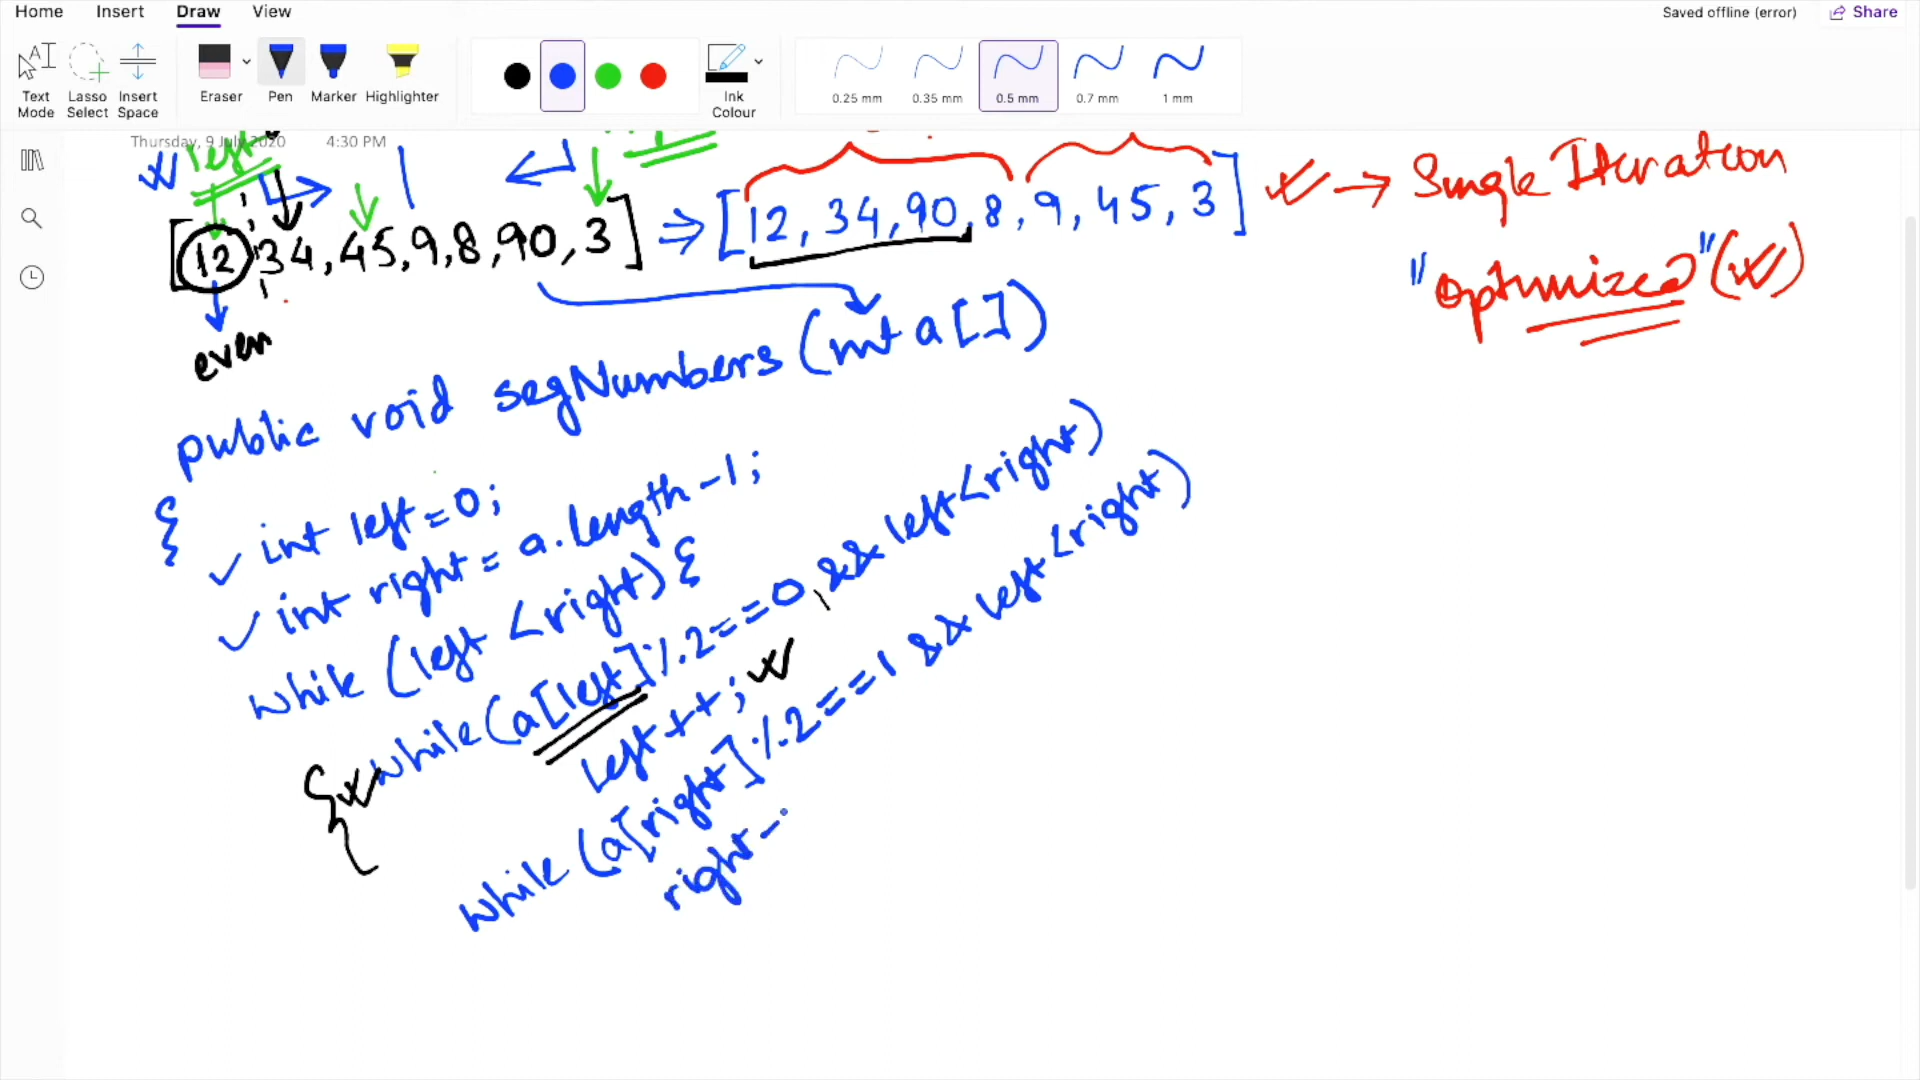 Home Insert Draw View
Saved offline (error) Share
Text Mode
Lasso Select
Insert Space
Eraser
Pen
Marker
Highlighter
Ink Colour
0.25 mm
0.35 mm
0.5 mm
0.7 mm
1 mm
Thursday, 9 July 2020 4:30 PM
left
[12, 34, 45, 9, 8, 90, 3] ⇒ [12, 34, 90, 8, 9, 45, 3] → Single Iteration
"Optimized"
even
public void segNumbers (int a[])
{
int left=0;
int right = a.length-1;
while (left <right) {
while (a[left]%2==0 && left<right)
left++;
while (a[right]%2==1 && left<right)
right-